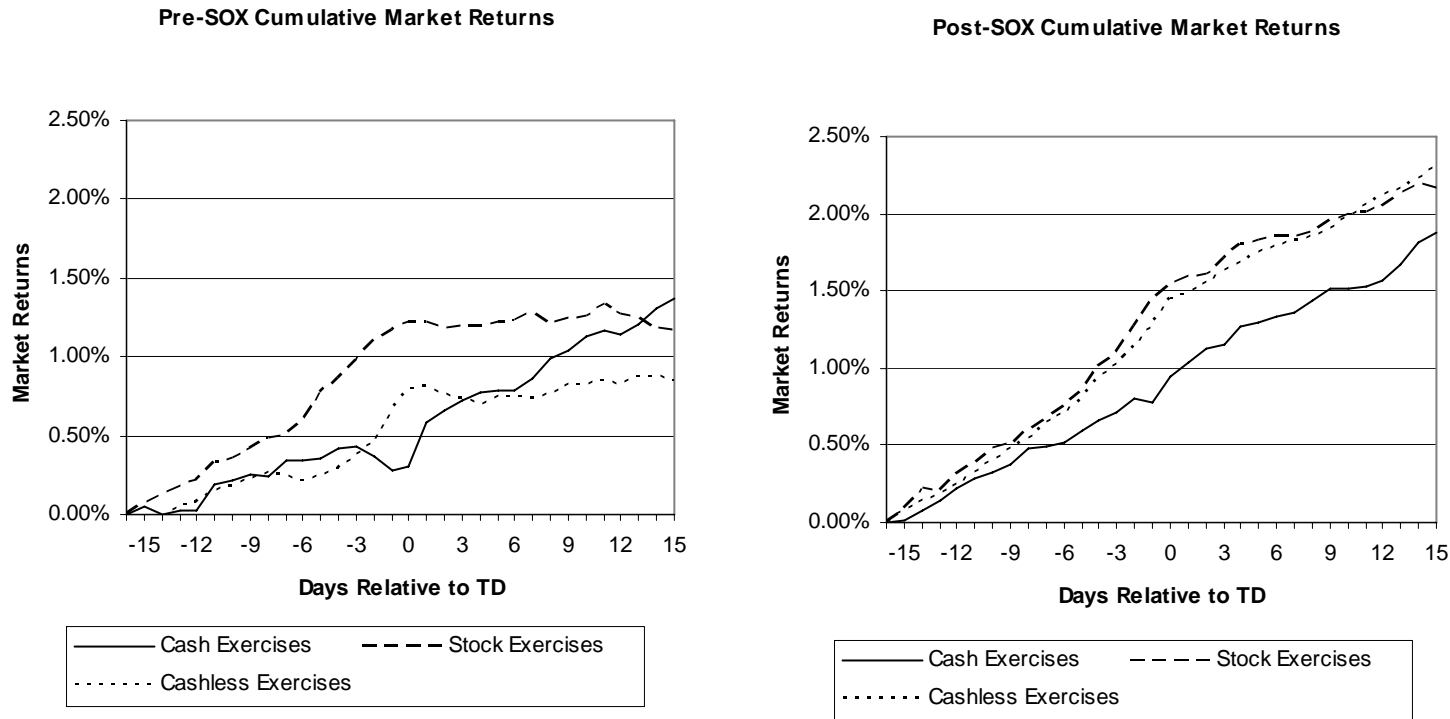 Pre-SOX Cumulative Market Returns
2.50%
2.00%
1.50%
1.00%
0.50%
0.00%
Market Returns
-15 -12 -9 -6 -3 0 3 6 9 12 15
Days Relative to TD
Cash Exercises Stock Exercises
Cashless Exercises
Post-SOX Cumulative Market Returns
2.50%
2.00%
1.50%
1.00%
0.50%
0.00%
Market Returns
-15 -12 -9 -6 -3 0 3 6 9 12 15
Days Relative to TD
Cash Exercises Stock Exercises
Cashless Exercises